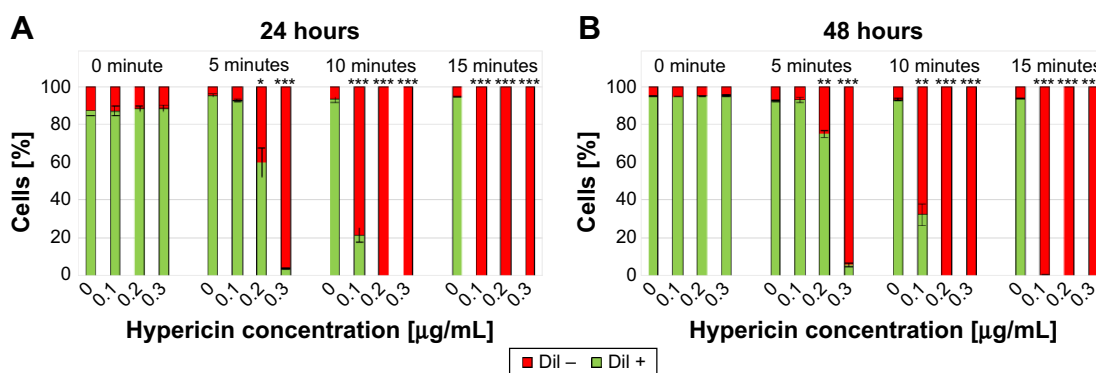 A
24 hours
0 minute 5 minutes 10 minutes 15 minutes
* *** *** *** *** *** *** ***
100
80
60
40
20
0
Cells [%]
0 0.1 0.2 0.3 0 0.1 0.2 0.3 0 0.1 0.2 0.3 0 0.1 0.2 0.3
Hypericin concentration [µg/mL]
B
48 hours
0 minute 5 minutes 10 minutes 15 minutes
** *** ** *** *** *** *** ***
100
80
60
40
20
0
Cells [%]
0 0.1 0.2 0.3 0 0.1 0.2 0.3 0 0.1 0.2 0.3 0 0.1 0.2 0.3
Hypericin concentration [µg/mL]
Dil – Dil +